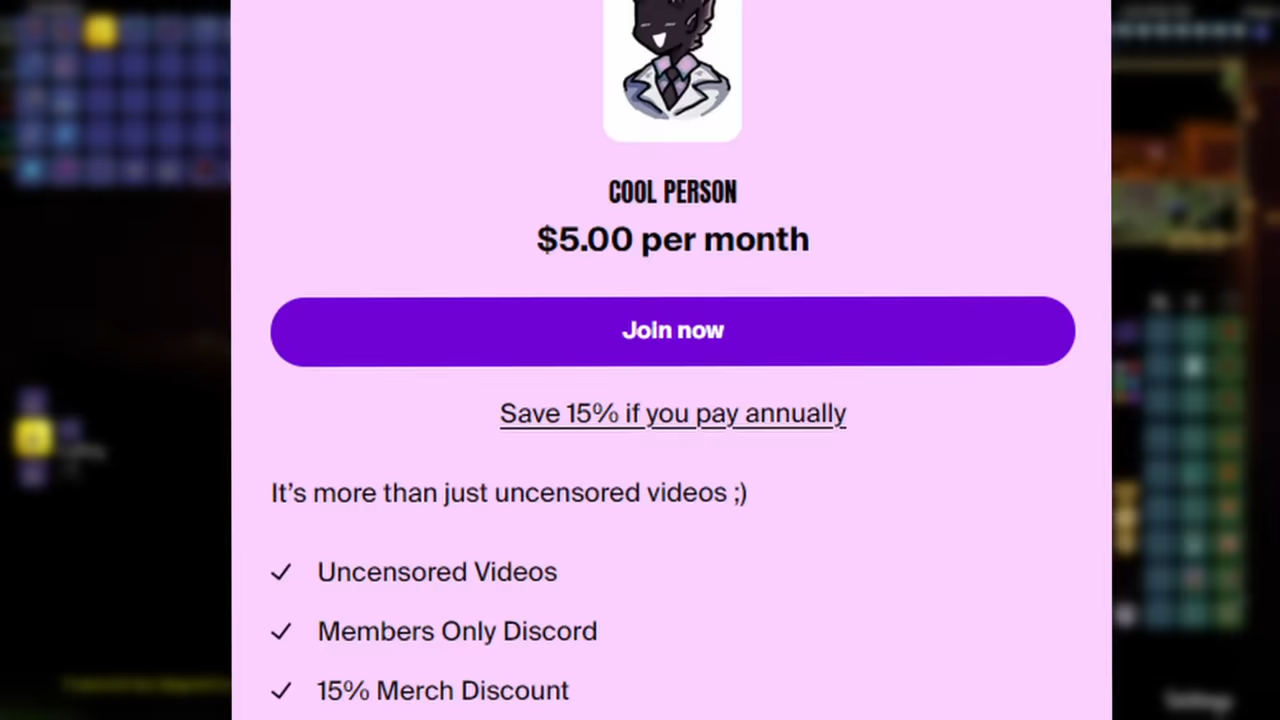 COOL PERSON
$5.00 per month
Join now
Save 15% if you pay annually
It’s more than just uncensored videos ;)
Uncensored Videos
Members Only Discord
15% Merch Discount
Settings